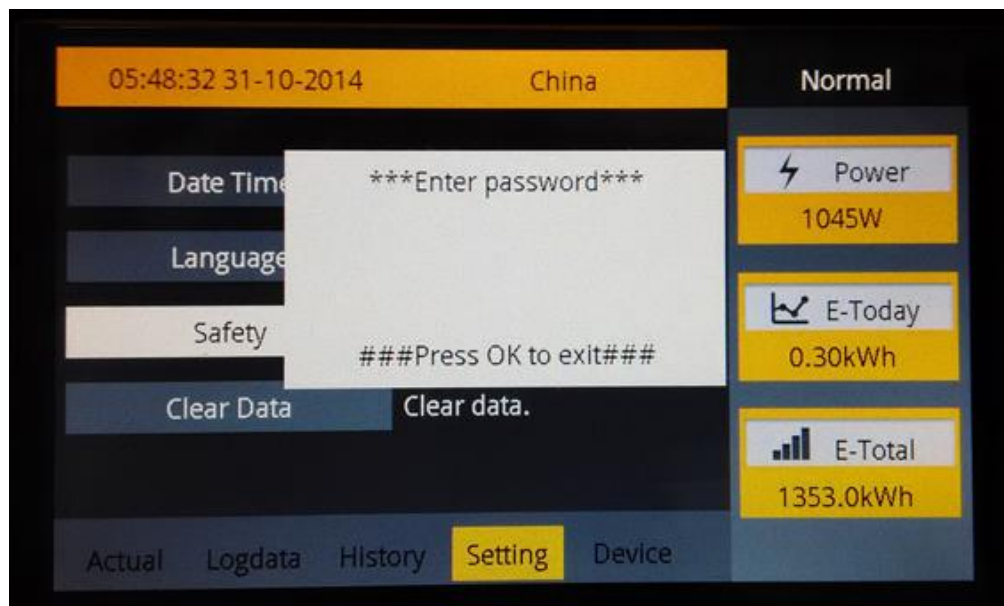 05:48:32 31-10-2014 China Normal
Date Time
***Enter password***
Power
1045W
Language
Safety
###Press OK to exit###
E-Today
0.30kWh
Clear Data Clear data.
E-Total
1353.0kWh
Actual Logdata History Setting Device